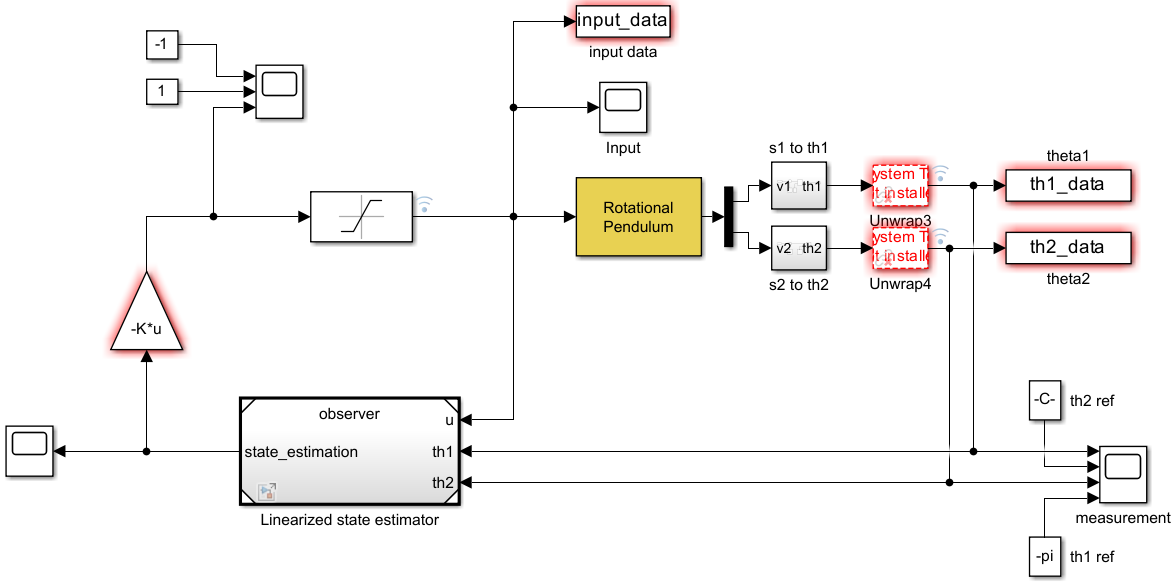 input_data
input data
-1
1
Input
s1 to th1
v1 th1
theta1
th1_data
ystem T
t installe
Unwrap3
Rotational
Pendulum
v2 th2
s2 to th2
ystem T
t installe
Unwrap4
th2_data
theta2
-K*u
observer
u
state_estimation
th1
th2
Linearized state estimator
-C-
th2 ref
measurement
-pi
th1 ref